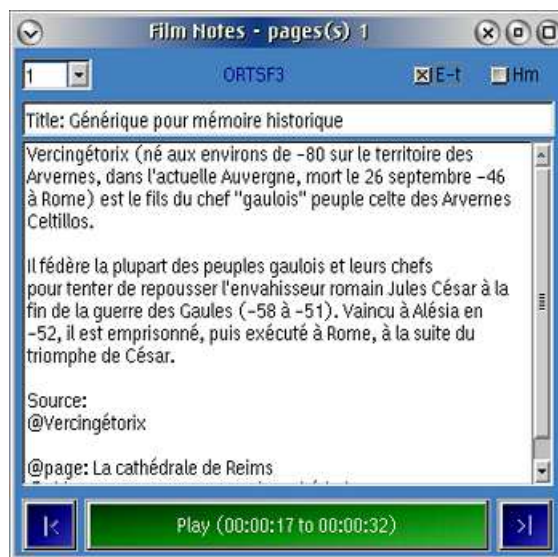 Film Notes - pages(s) 1
1
ORTSF3
E-t
Hm
Title: Générique pour mémoire historique
Vercingétorix (né aux environs de -80 sur le territoire des
Arvernes, dans l'actuelle Auvergne, mort le 26 septembre -46
à Rome) est le fils du chef "gaulois" peuple celte des Arvernes
Celtillos.
Il fédère la plupart des peuples gaulois et leurs chefs
pour tenter de repousser l'envahisseur romain Jules César à la
fin de la guerre des Gaules (-58 à -51). Vaincu à Alésia en
-52, il est emprisonné, puis exécuté à Rome, à la suite du
triomphe de César.
Source:
@Vercingétorix
@page: La cathédrale de Reims
Play (00:00:17 to 00:00:32)